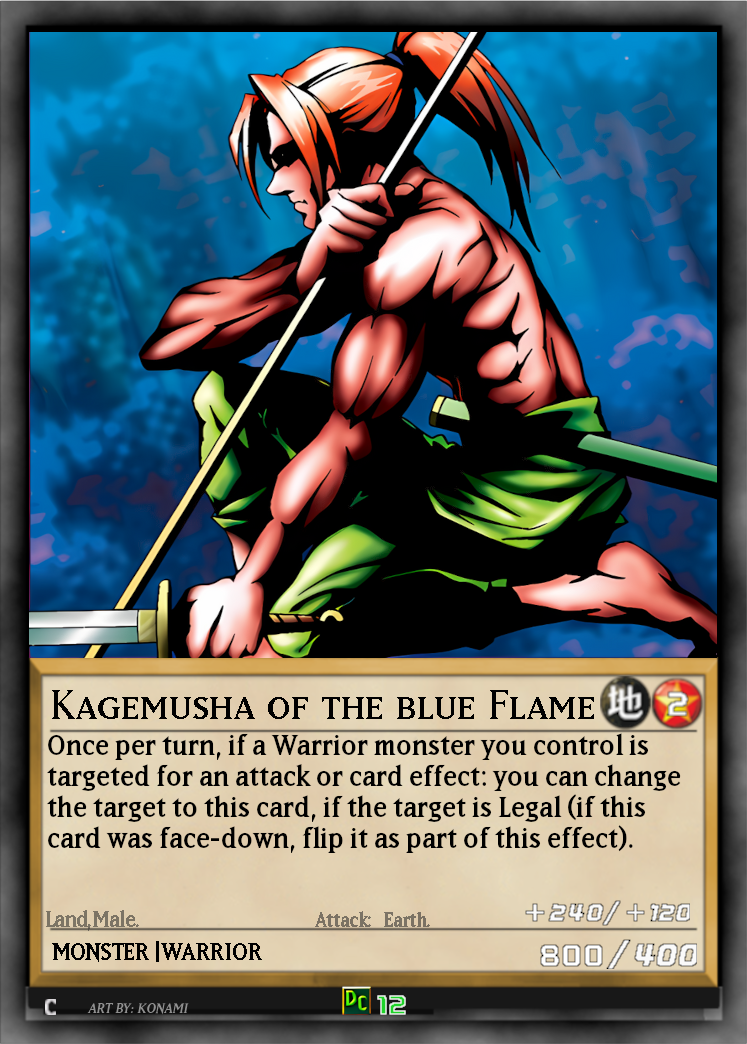 KAGEMUSHA OF THE BLUE FLAME 地 2
Once per turn, if a Warrior monster you control is
targeted for an attack or card effect: you can change
the target to this card, if the target is Legal (if this
card was face-down, flip it as part of this effect).
Land,Male. Attack: Earth. +240/+120
MONSTER |WARRIOR 800/400
C ART BY: KONAMI DC 12